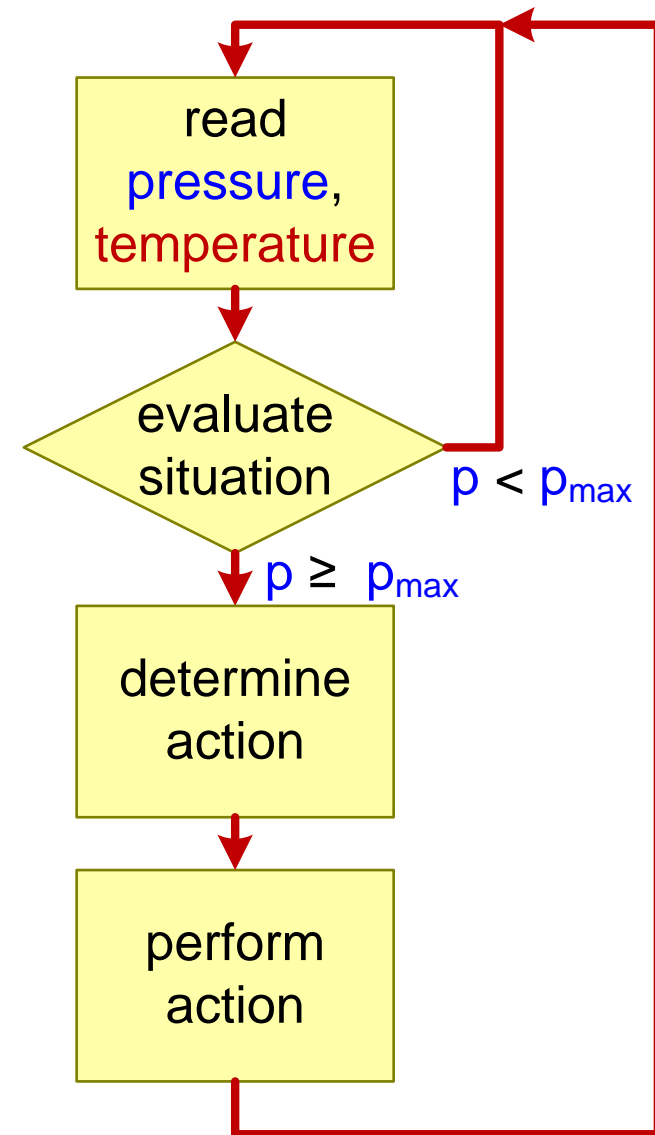 read
pressure,
temperature
evaluate
situation
p < pmax
p ≥ pmax
determine
action
perform
action